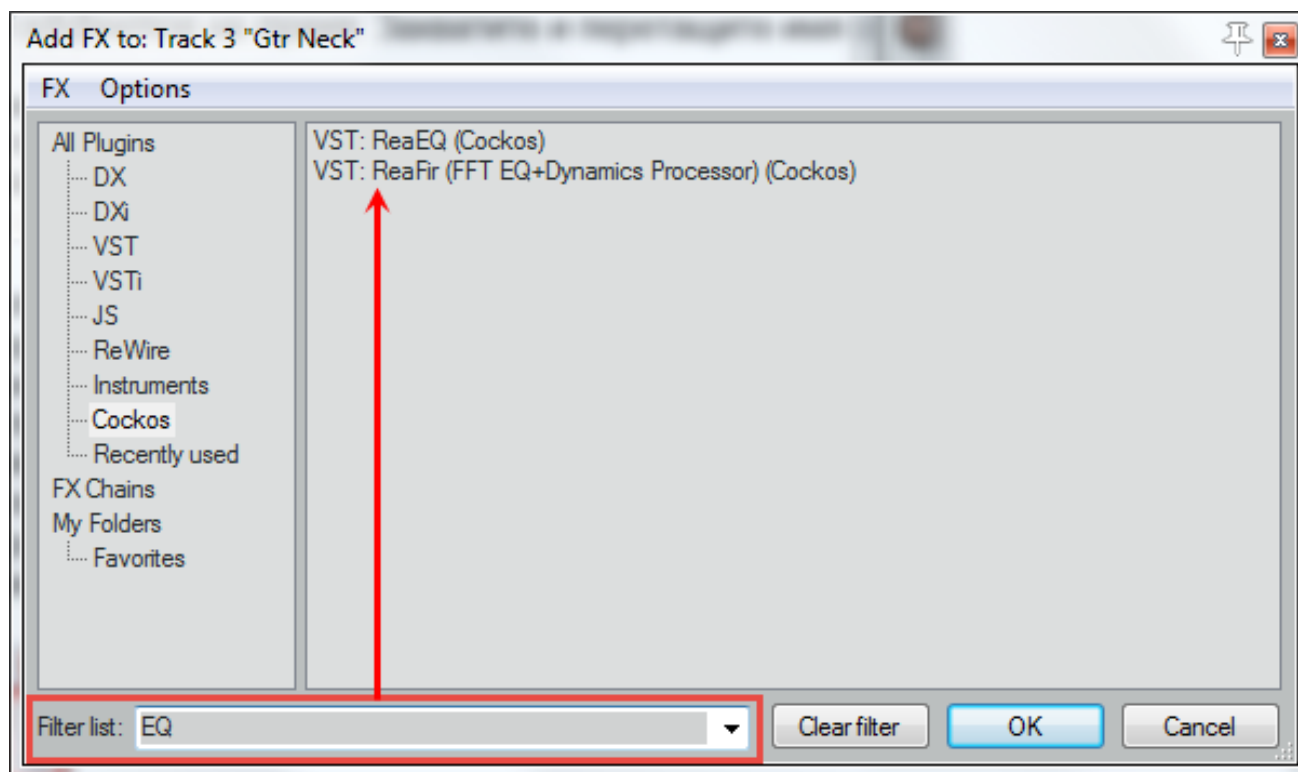 Add FX to: Track 3 "Gtr Neck"
FX Options
All Plugins
DX
DXi
VST
VSTi
JS
ReWire
Instruments
Cockos
Recently used
FX Chains
My Folders
Favorites
VST: ReaEQ (Cockos)
VST: ReaFir (FFT EQ+Dynamics Processor) (Cockos)
Filter list: EQ
Clear filter
OK
Cancel